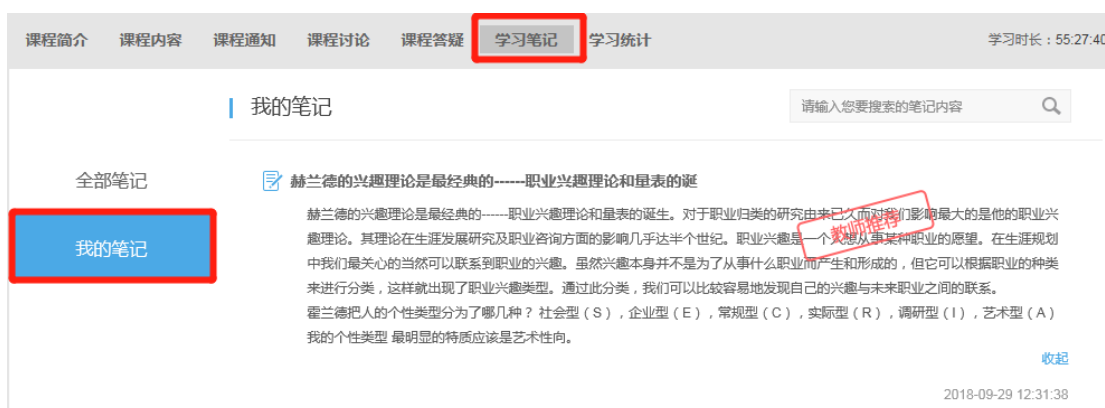 课程简介 课程内容 课程通知 课程讨论 课程答疑 学习笔记 学习统计 学习时长：55:27:40
我的笔记 请输入您要搜索的笔记内容
全部笔记
我的笔记
赫兰德的兴趣理论是最经典的------职业兴趣理论和量表的诞
赫兰德的兴趣理论是最经典的------职业兴趣理论和量表的诞生。对于职业归类的研究由来已久而对我们影响最大的是他的职业兴
趣理论。其理论在生涯发展研究及职业咨询方面的影响几乎达半个世纪。职业兴趣是一个人想从事某种职业的愿望。在生涯规划
中我们最关心的当然可以联系到职业的兴趣。虽然兴趣本身并不是为了从事什么职业而产生和形成的，但它可以根据职业的种类
来进行分类，这样就出现了职业兴趣类型。通过此分类，我们可以比较容易地发现自己的兴趣与未来职业之间的联系。
霍兰德把人的个性类型分为了哪几种？社会型（S），企业型（E），常规型（C），实际型（R），调研型（I），艺术型（A）
我的个性类型 最明显的特质应该是艺术性向。
教师推荐
收起
2018-09-29 12:31:38